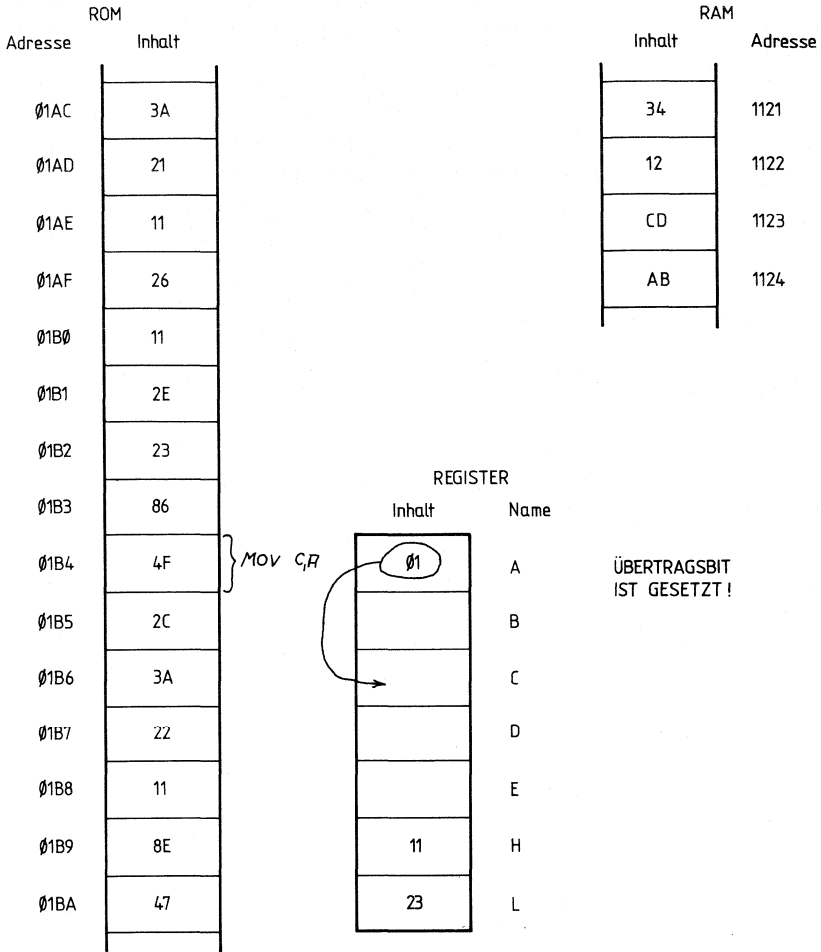 ROM
Adresse Inhalt
Ø1AC 3A
Ø1AD 21
Ø1AE 11
Ø1AF 26
Ø1BØ 11
Ø1B1 2E
Ø1B2 23
Ø1B3 86
Ø1B4 4F MOV C,A
Ø1B5 2C
Ø1B6 3A
Ø1B7 22
Ø1B8 11
Ø1B9 8E
Ø1BA 47
RAM
Inhalt Adresse
34 1121
12 1122
CD 1123
AB 1124
REGISTER
Inhalt Name
Ø1 A
B
C
D
E
11 H
23 L
ÜBERTRAGSBIT
IST GESETZT!